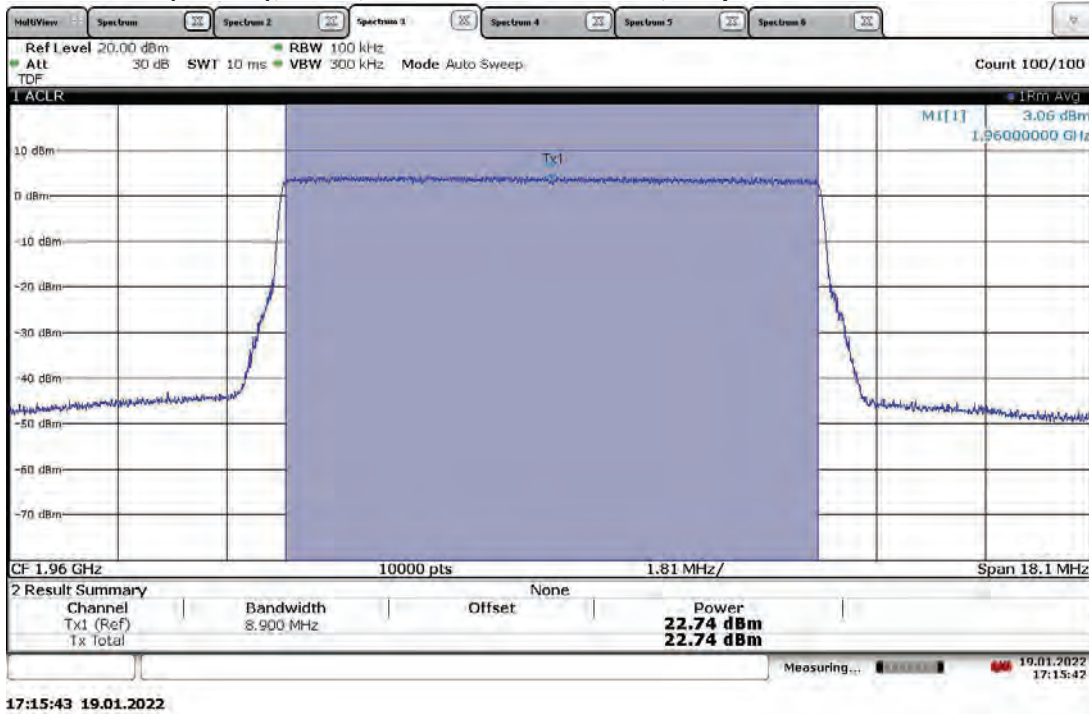 MultiView Spectrum Spectrum 2 Spectrum 3 Spectrum 4 Spectrum 5 Spectrum 6
Ref Level 20.00 dBm RBW 100 kHz
Att 30 dB SWT 10 ms VBW 300 kHz Mode Auto Sweep Count 100/100
TDF
1 ACLR 1Rm Avg
M1[1] 3.06 dBm
1.96000000 GHz
10 dBm
Tx1
0 dBm
-10 dBm
-20 dBm
-30 dBm
-40 dBm
-50 dBm
-60 dBm
-70 dBm
CF 1.96 GHz 10000 pts 1.81 MHz/ Span 18.1 MHz
2 Result Summary None
Channel Bandwidth Offset Power
Tx1 (Ref) 8.900 MHz 22.74 dBm
Tx Total 22.74 dBm
Measuring... 19.01.2022
17:15:42
17:15:43 19.01.2022